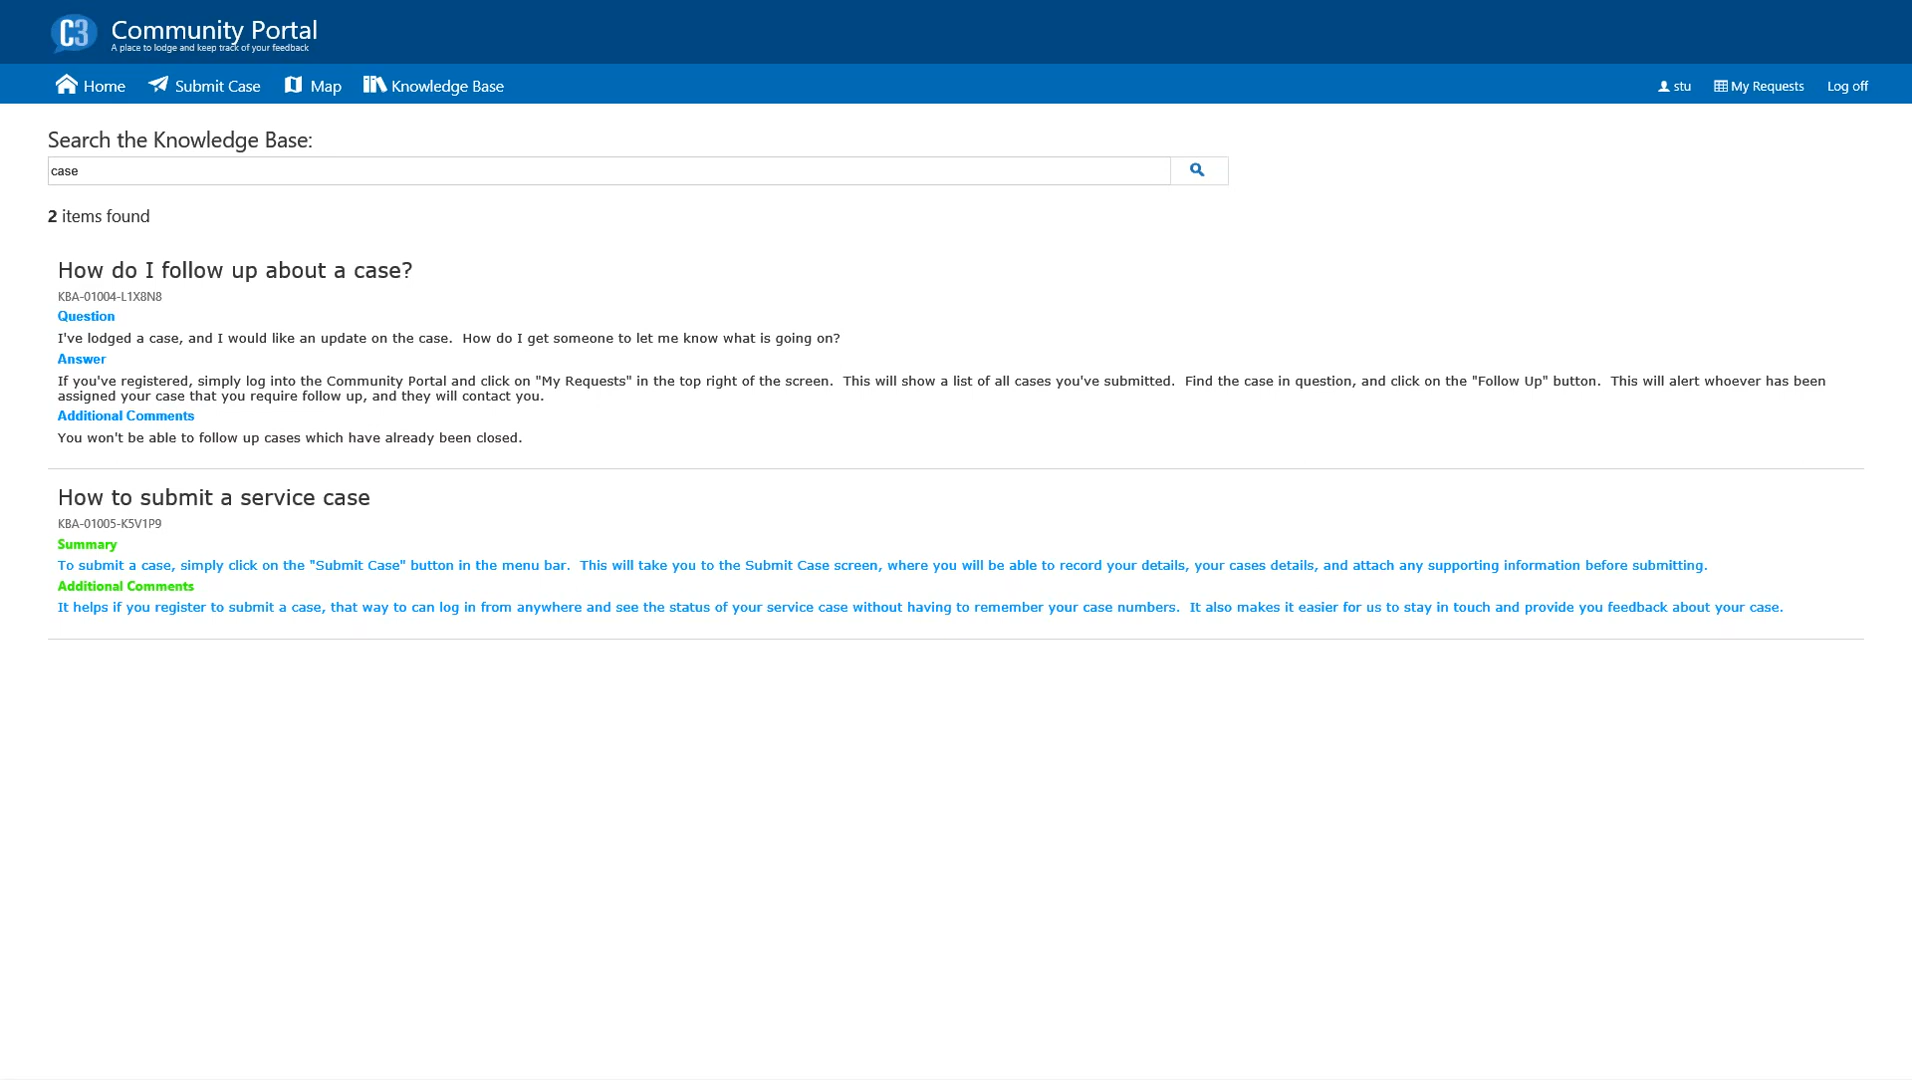 C3
Community Portal
A place to lodge and keep track of your feedback
Home Submit Case Map Knowledge Base stu My Requests Log off
Search the Knowledge Base:
case
2 items found
How do I follow up about a case?
KBA-01004-L1X8N8
Question
I've lodged a case, and I would like an update on the case.  How do I get someone to let me know what is going on?
Answer
If you've registered, simply log into the Community Portal and click on "My Requests" in the top right of the screen.  This will show a list of all cases you've submitted.  Find the case in question, and click on the "Follow Up" button.  This will alert whoever has been
assigned your case that you require follow up, and they will contact you.
Additional Comments
You won't be able to follow up cases which have already been closed.
How to submit a service case
KBA-01005-K5V1P9
Summary
To submit a case, simply click on the "Submit Case" button in the menu bar.  This will take you to the Submit Case screen, where you will be able to record your details, your cases details, and attach any supporting information before submitting.
Additional Comments
It helps if you register to submit a case, that way to can log in from anywhere and see the status of your service case without having to remember your case numbers.  It also makes it easier for us to stay in touch and provide you feedback about your case.